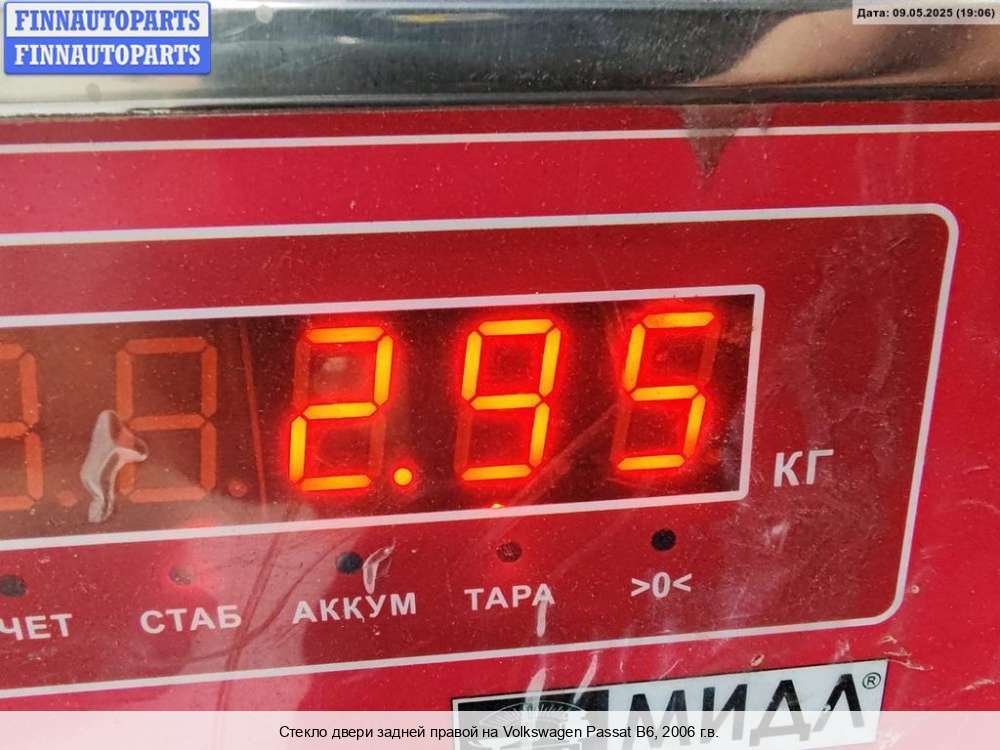 FINNAUTOPARTS
FINNAUTOPARTS
Дата: 09.05.2025 (19:06)
2.95
КГ
ЧЕТ СТАБ АККУМ ТАРА >0<
МИДЛ®
Стекло двери задней правой на Volkswagen Passat B6, 2006 г.в.